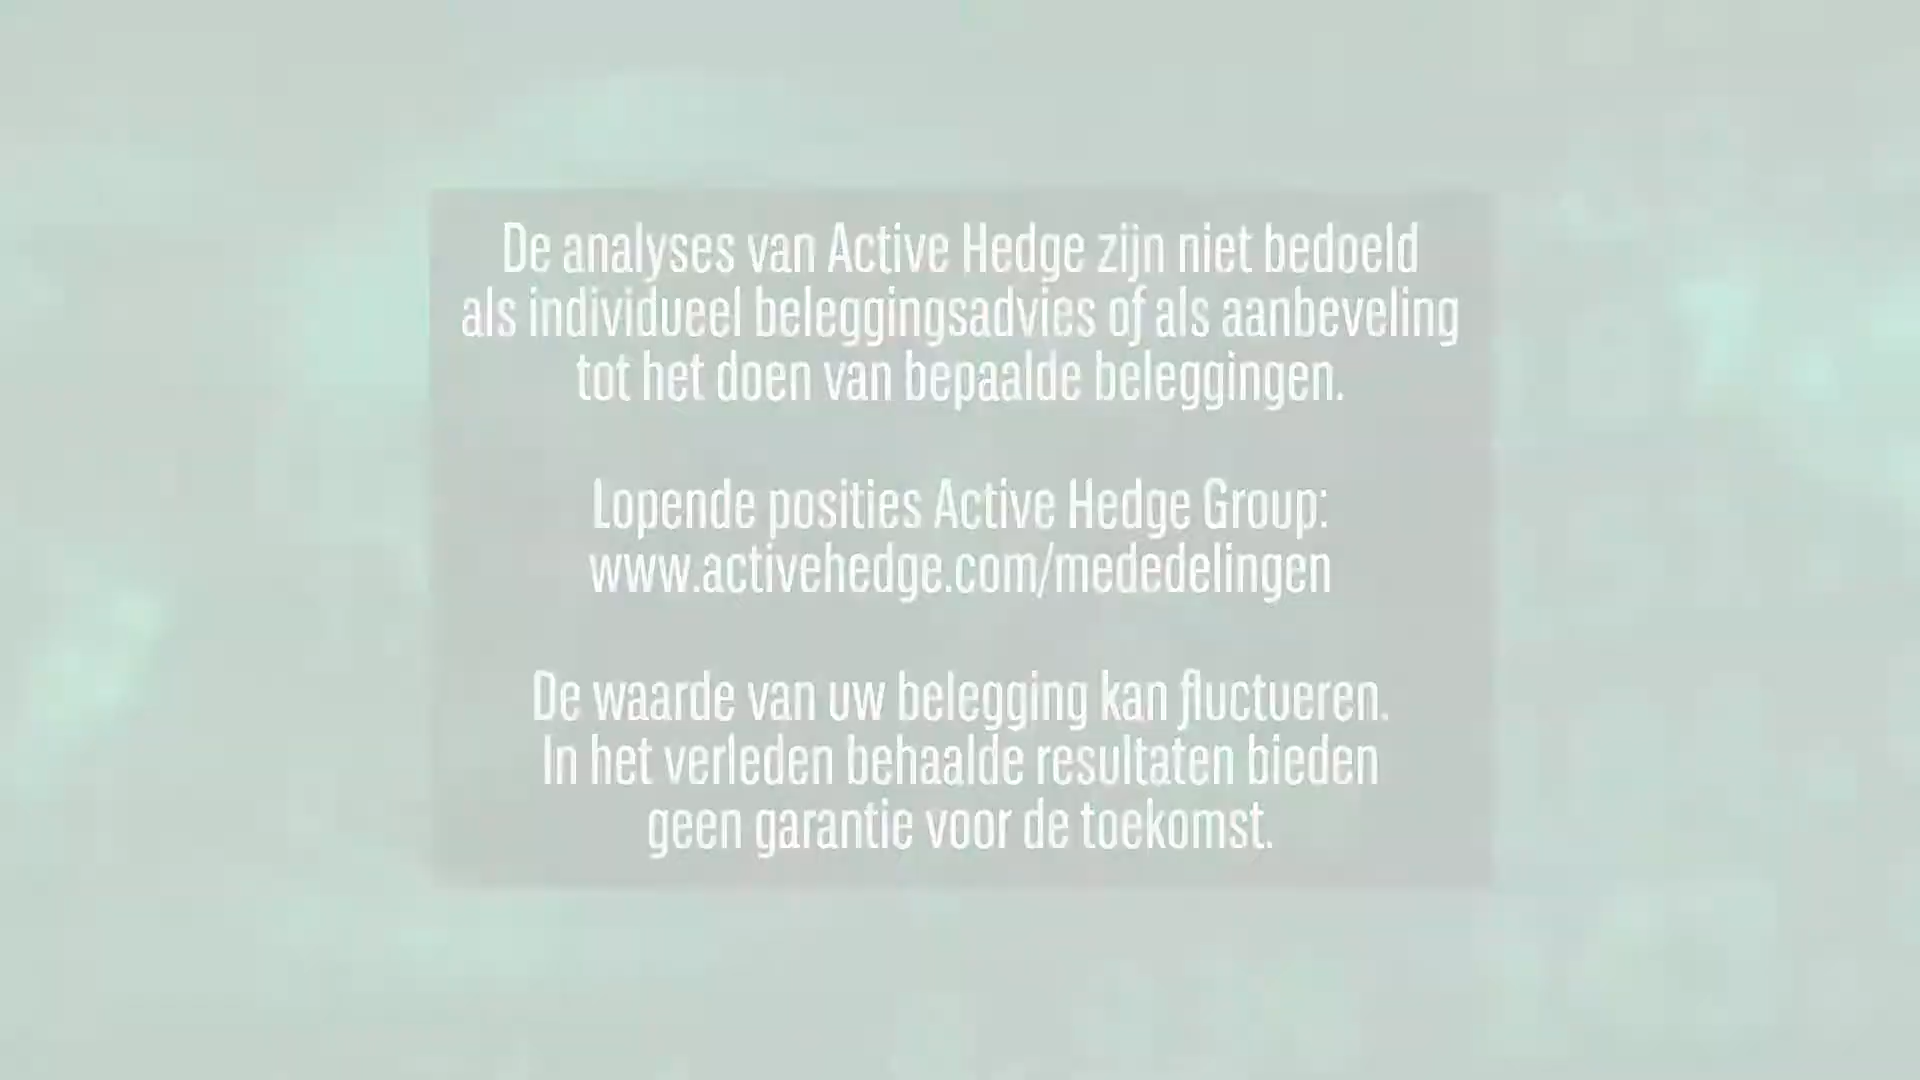 De analyses van Active Hedge zijn niet bedoeld
als individueel beleggingsadvies of als aanbeveling
tot het doen van bepaalde beleggingen.
Lopende posities Active Hedge Group:
www.activehedge.com/mededelingen
De waarde van uw belegging kan fluctueren.
In het verleden behaalde resultaten bieden
geen garantie voor de toekomst.